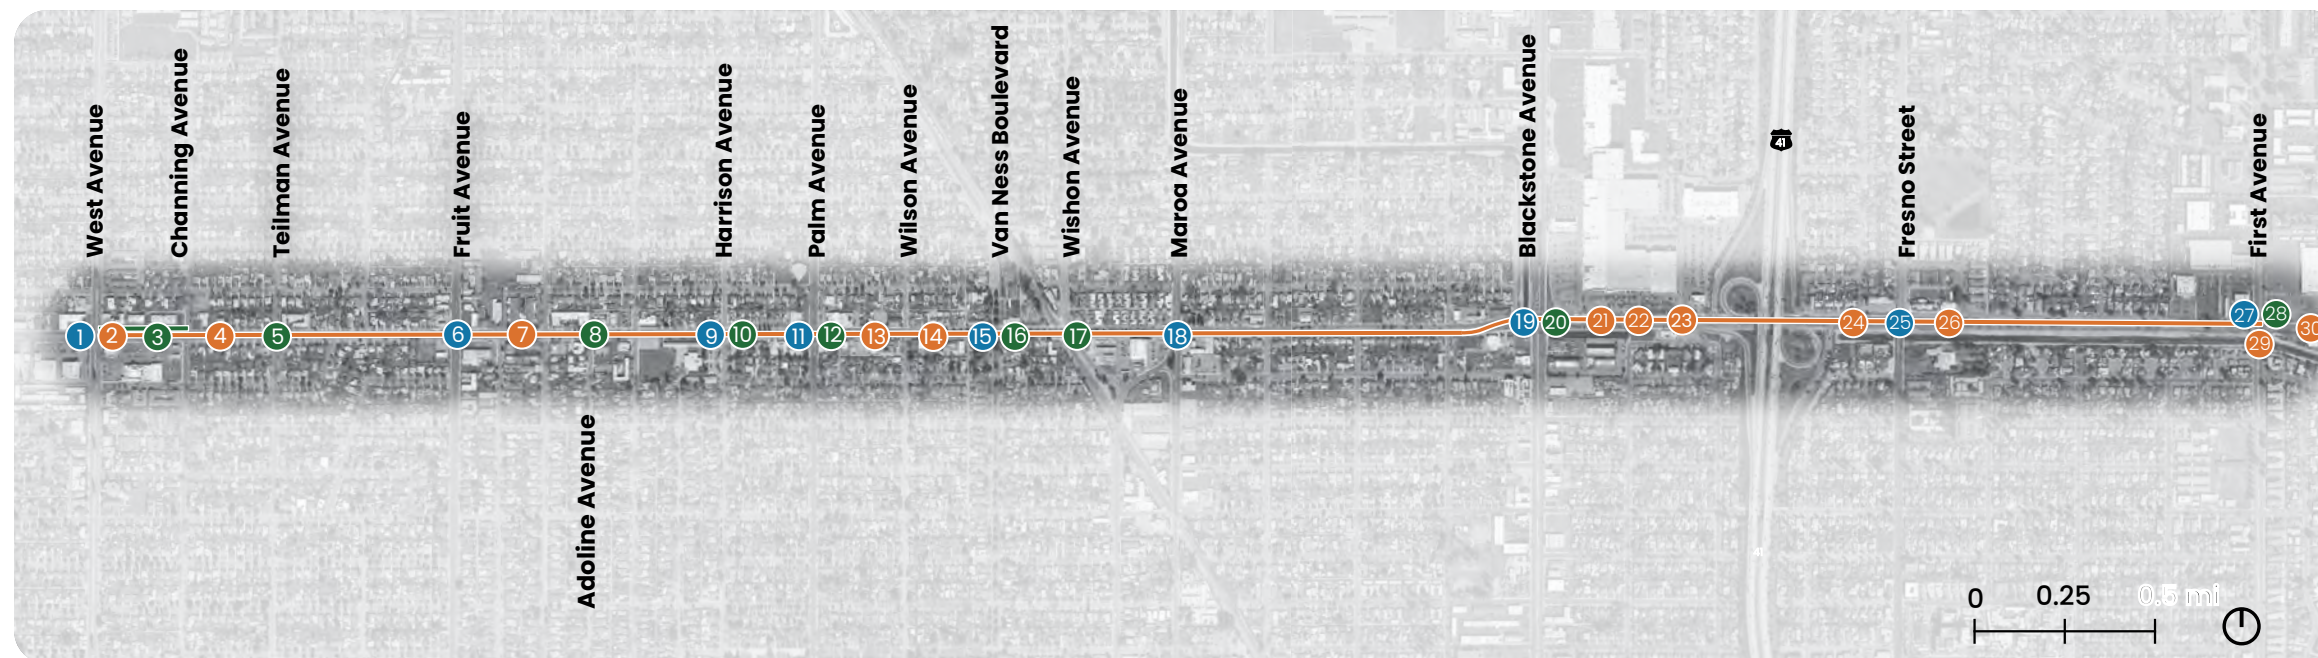 West Avenue
Channing Avenue
Teilman Avenue
Fruit Avenue
Harrison Avenue
Palm Avenue
Wilson Avenue
Van Ness Boulevard
Wishon Avenue
Maroa Avenue
Blackstone Avenue
41
Fresno Street
First Avenue
1
2
3
4
5
6
7
8
9
10
11
12
13
14
15
16
17
18
19
20
21
22
23
24
25
26
27
28
29
30
Adoline Avenue
41
0 0.25 0.5 mi